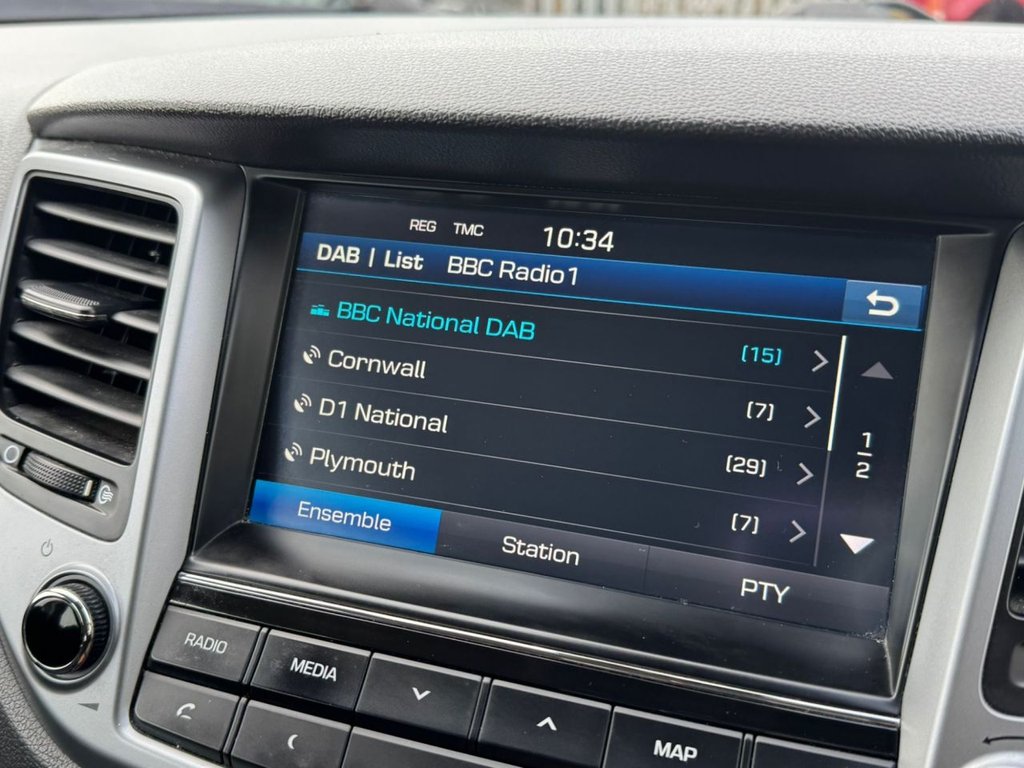 REG TMC 10:34
DAB | List BBC Radio1
BBC National DAB (15)
Cornwall (7)
D1 National (29)
Plymouth (7)
1
2
Ensemble Station PTY
RADIO MEDIA
MAP